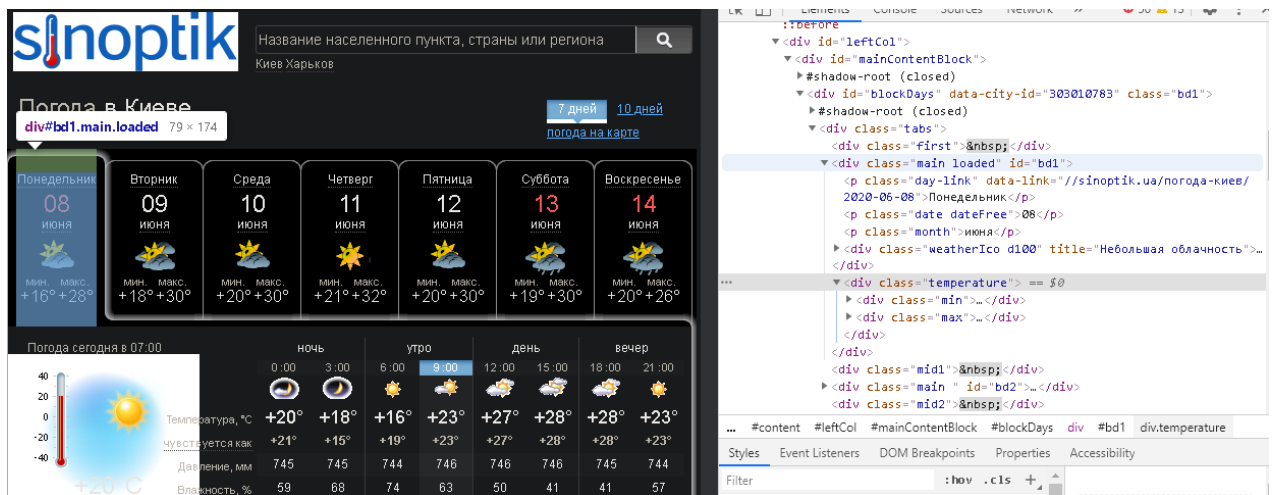 Elements Console Sources Network »
sinoptik
Название населенного пункта, страны или региона
Киев Харьков
Погода в Киеве
7 дней 10 дней
погода на карте
div#bd1.main.loaded 79 × 174
Понедельник Вторник Среда Четверг Пятница Суббота Воскресенье
08 09 10 11 12 13 14
июня июня июня июня июня июня июня
мин. макс. мин. макс. мин. макс. мин. макс. мин. макс. мин. макс. мин. макс.
+16° +28° +18° +30° +20° +30° +21° +32° +20° +30° +19° +30° +20° +26°
Погода сегодня в 07:00
ночь утро день вечер
0:00 3:00 6:00 9:00 12:00 15:00 18:00 21:00
40
20
0
-20
-40
+20°C
Температура, °C +20° +18° +16° +23° +27° +28° +28° +23°
чувствуется как +21° +15° +19° +23° +27° +28° +28° +23°
Давление, мм 745 745 744 746 746 746 745 744
Влажность, % 59 68 74 63 50 41 41 57
::before
▼<div id="leftCol">
▼<div id="mainContentBlock">
▶#shadow-root (closed)
▼<div id="blockDays" data-city-id="303010783" class="bd1">
▶#shadow-root (closed)
▼<div class="tabs">
<div class="first">&nbsp;</div>
▼<div class="main loaded" id="bd1">
<p class="day-link" data-link="//sinoptik.ua/погода-киев/
2020-06-08">Понедельник</p>
<p class="date dateFree">08</p>
<p class="month">июня</p>
▶<div class="weatherIco d100" title="Небольшая облачность">…
</div>
▼<div class="temperature"> == $0
▶<div class="min">…</div>
▶<div class="max">…</div>
</div>
</div>
<div class="mid1">&nbsp;</div>
▶<div class="main " id="bd2">…</div>
<div class="mid2">&nbsp;</div>
... #content #leftCol #mainContentBlock #blockDays div #bd1 div.temperature
Styles Event Listeners DOM Breakpoints Properties Accessibility
Filter :hov .cls +